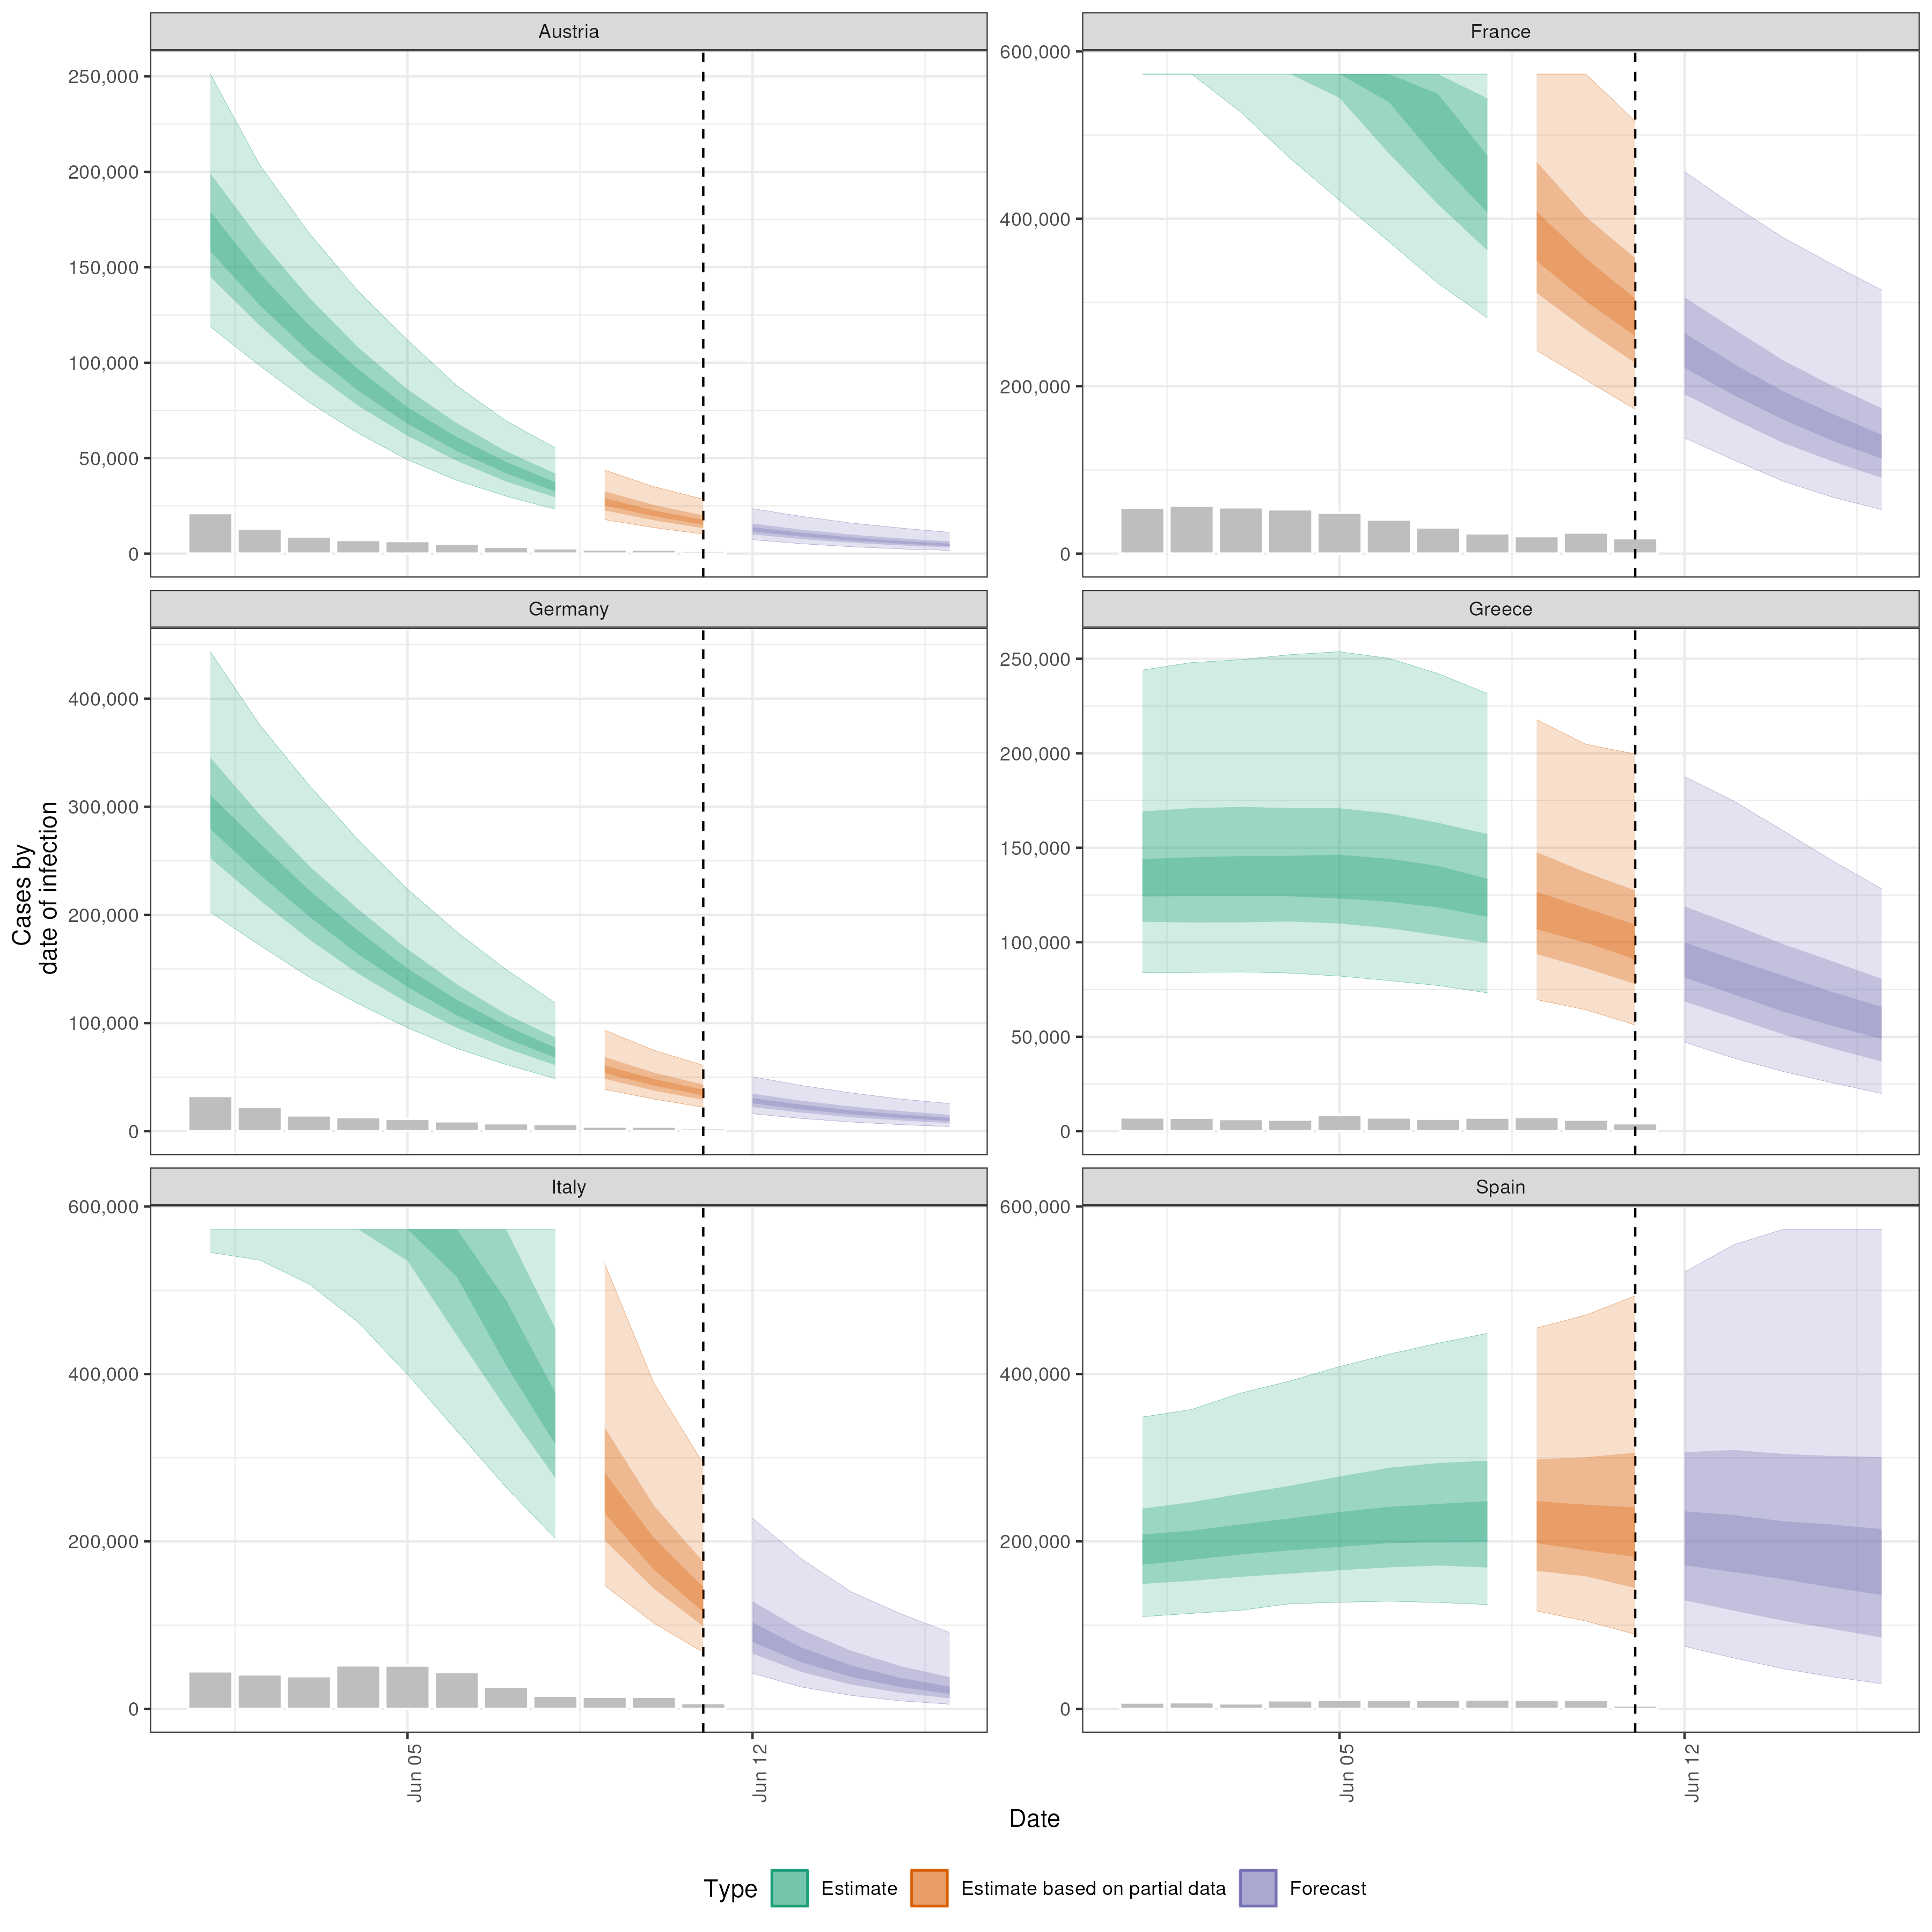 Austria
France
250,000
200,000
150,000
100,000
50,000
0
600,000
400,000
200,000
0
Germany
Greece
400,000
300,000
200,000
100,000
0
250,000
200,000
150,000
100,000
50,000
0
Cases by
date of infection
Italy
Spain
600,000
400,000
200,000
0
600,000
400,000
200,000
0
Jun 05
Jun 12
Jun 05
Jun 12
Date
Type Estimate Estimate based on partial data Forecast